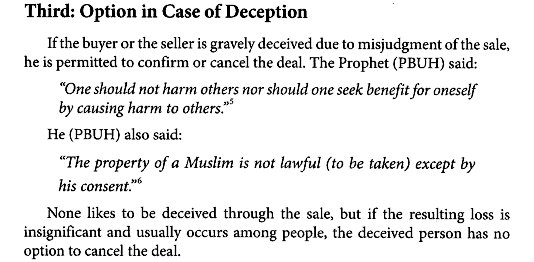 Third: Option in Case of Deception
If the buyer or the seller is gravely deceived due to misjudgment of the sale,
he is permitted to confirm or cancel the deal. The Prophet (PBUH) said:
“One should not harm others nor should one seek benefit for oneself
by causing harm to others.”5
He (PBUH) also said:
“The property of a Muslim is not lawful (to be taken) except by
his consent.”6
None likes to be deceived through the sale, but if the resulting loss is
insignificant and usually occurs among people, the deceived person has no
option to cancel the deal.